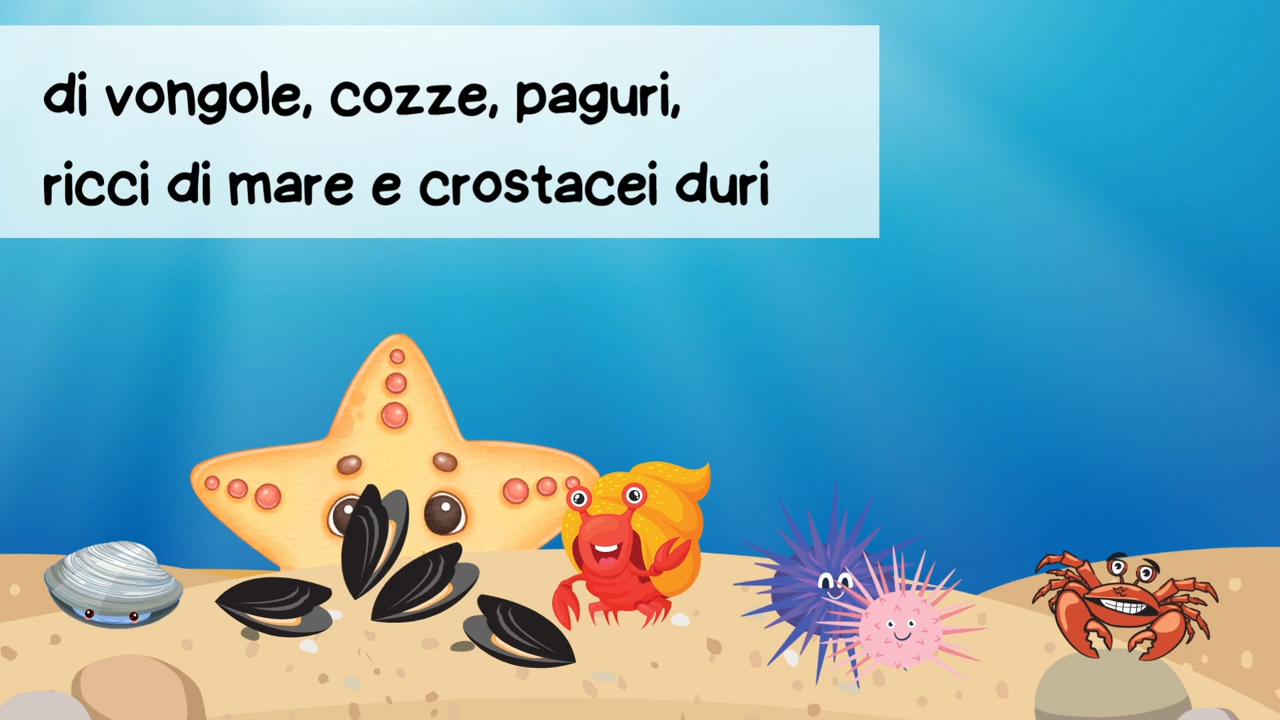 di vongole, cozze, paguri,
ricci di mare e crostacei duri